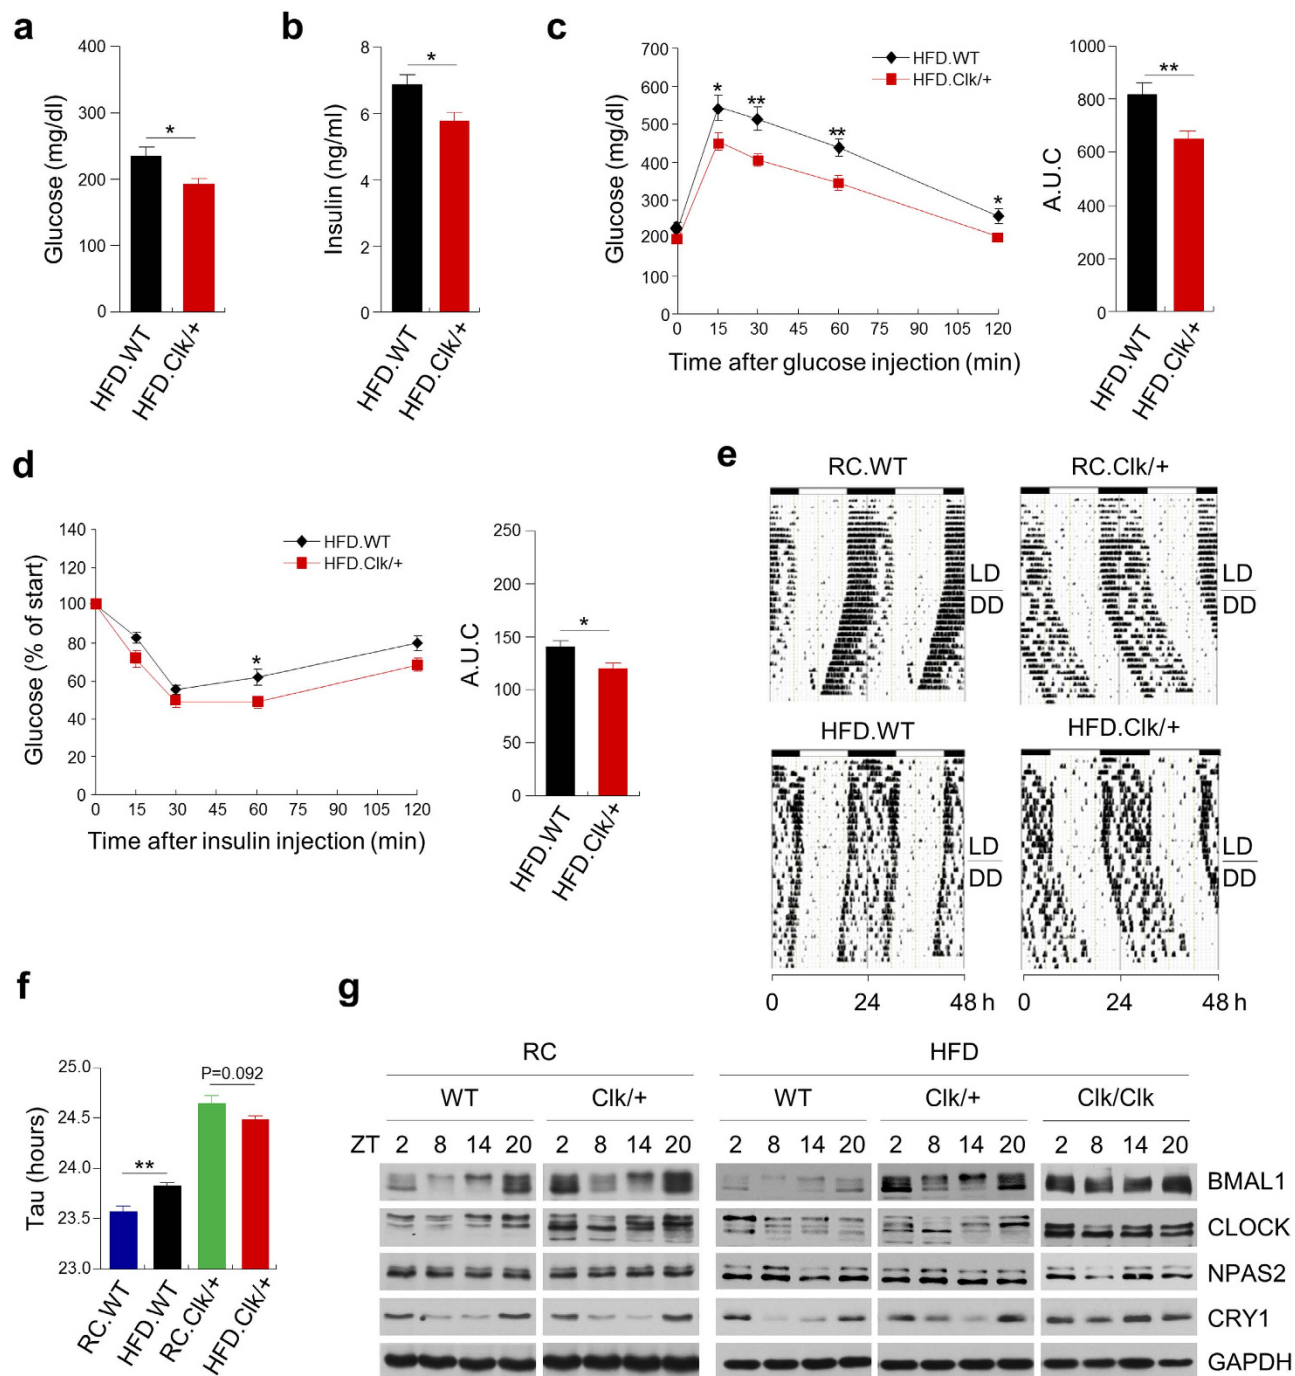 a
400
300
200
100
0
Glucose (mg/dl)
*
HFD.WT
HFD.Clk/+
b
8
6
4
2
0
Insulin (ng/ml)
*
HFD.WT
HFD.Clk/+
c
700
600
500
400
300
200
100
0
Glucose (mg/dl)
HFD.WT
HFD.Clk/+
* ** ** *
0 15 30 45 60 75 90 105 120
Time after glucose injection (min)
1000
800
600
400
200
0
A.U.C
**
HFD.WT
HFD.Clk/+
d
140
120
100
80
60
40
20
0
Glucose (% of start)
HFD.WT
HFD.Clk/+
*
0 15 30 45 60 75 90 105 120
Time after insulin injection (min)
250
200
150
100
50
0
A.U.C
*
HFD.WT
HFD.Clk/+
e
RC.WT
RC.Clk/+
LD
DD
LD
DD
HFD.WT
HFD.Clk/+
LD
DD
LD
DD
0 24 48 h
0 24 48 h
f
25.0
24.5
24.0
23.5
23.0
Tau (hours)
**
P=0.092
RC.WT
HFD.WT
RC.Clk/+
HFD.Clk/+
g
RC HFD
WT Clk/+ WT Clk/+ Clk/Clk
ZT 2 8 14 20 2 8 14 20 2 8 14 20 2 8 14 20 2 8 14 20
BMAL1
CLOCK
NPAS2
CRY1
GAPDH